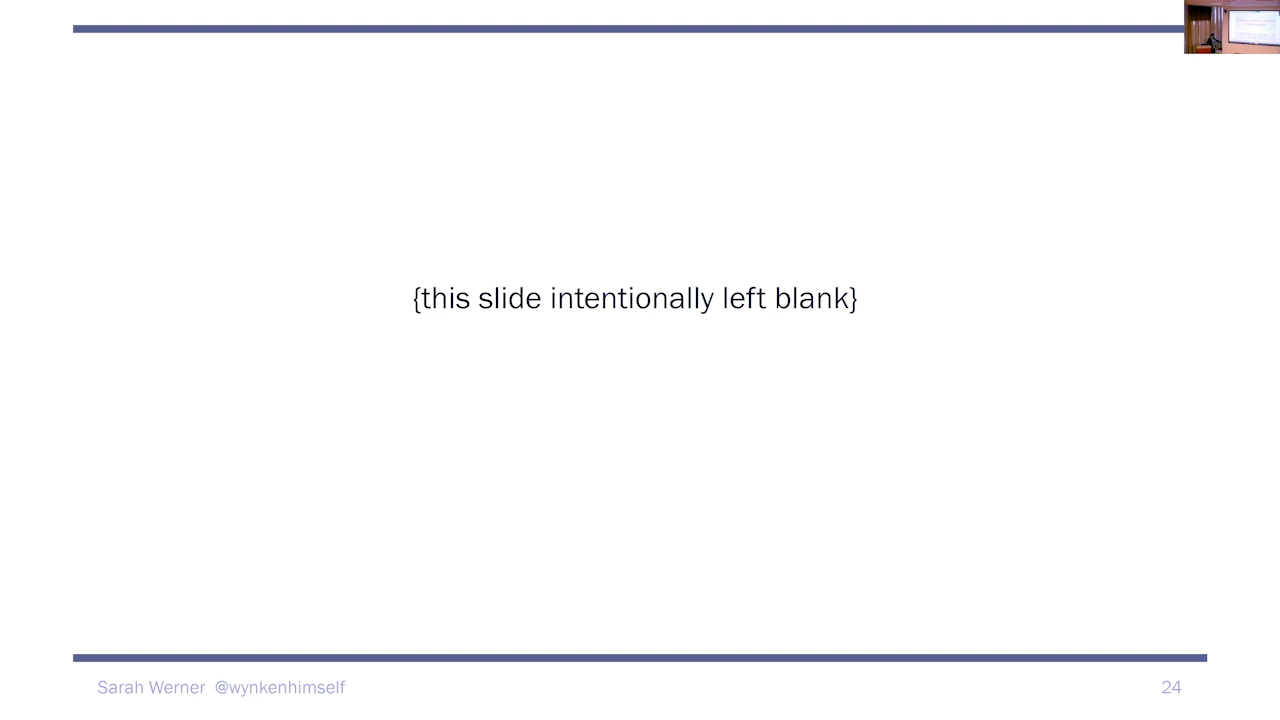 {this slide intentionally left blank}
Sarah Werner @wynkenhimself
24